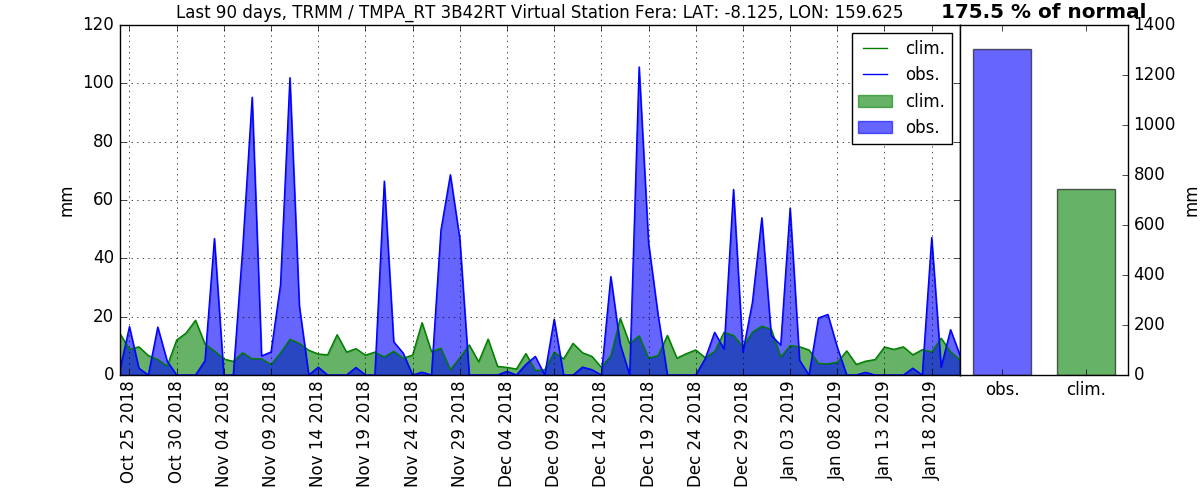 Last 90 days, TRMM / TMPA_RT 3B42RT Virtual Station Fera: LAT: -8.125, LON: 159.625
175.5 % of normal
120
100
80
60
40
20
0
mm
clim.
obs.
clim.
obs.
1400
1200
1000
800
600
400
200
0
mm
obs.
clim.
Oct 25 2018
Oct 30 2018
Nov 04 2018
Nov 09 2018
Nov 14 2018
Nov 19 2018
Nov 24 2018
Nov 29 2018
Dec 04 2018
Dec 09 2018
Dec 14 2018
Dec 19 2018
Dec 24 2018
Dec 29 2018
Jan 03 2019
Jan 08 2019
Jan 13 2019
Jan 18 2019